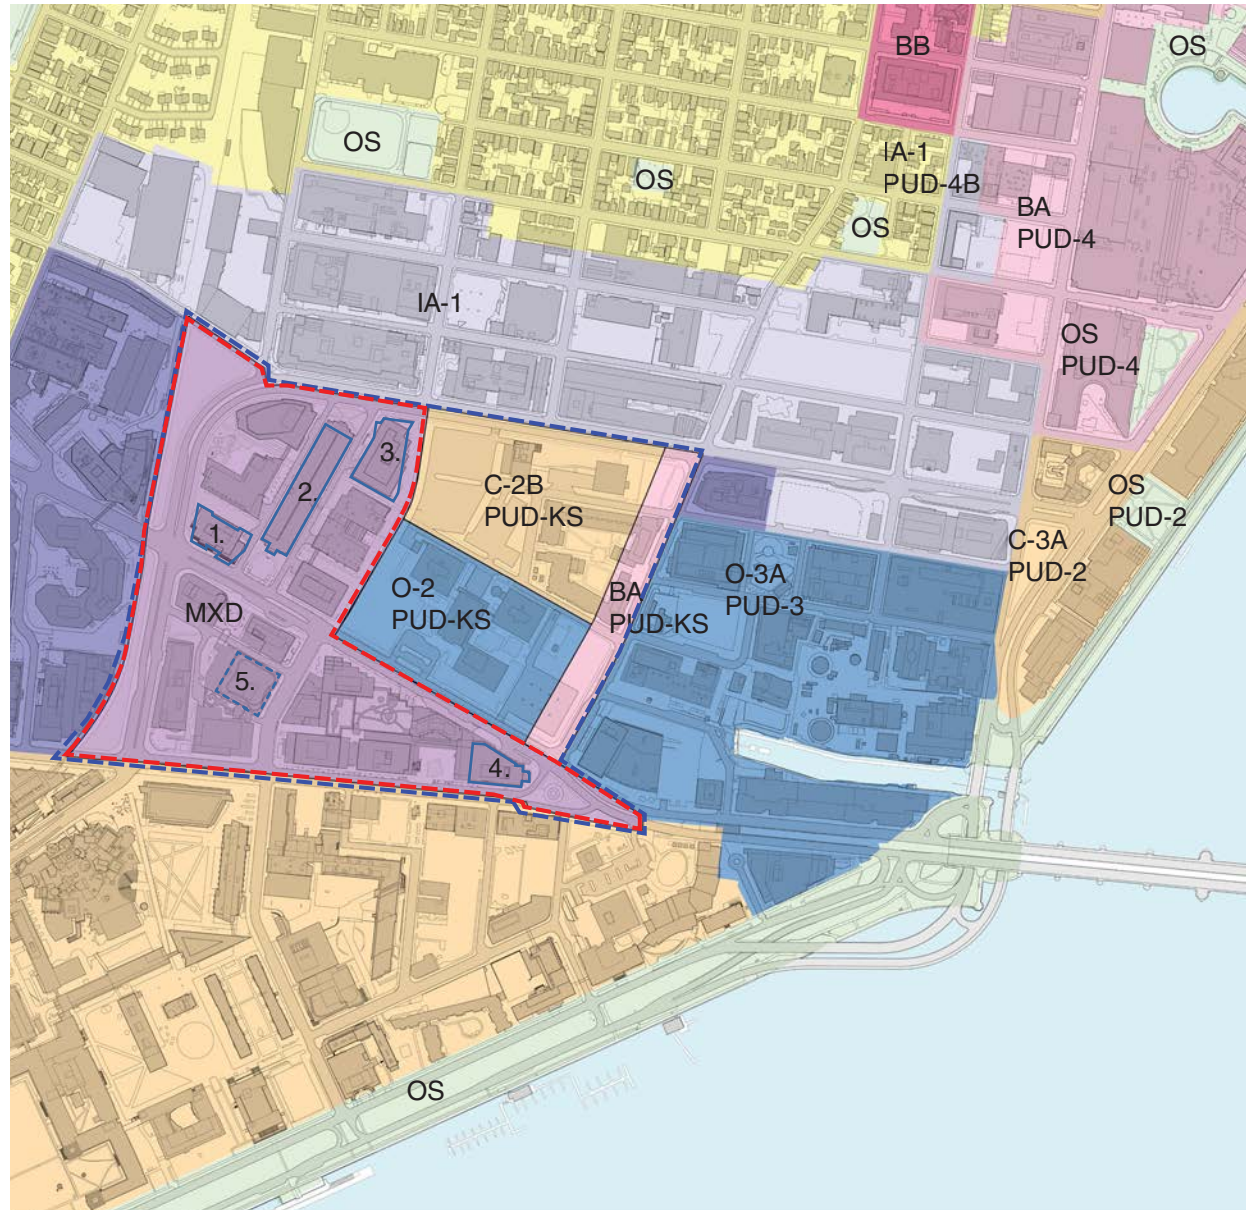 BB
OS
OS
IA-1
PUD-4B
OS
BA
PUD-4
OS
IA-1
OS
PUD-4
3.
C-2B
PUD-KS
2.
OS
PUD-2
1.
C-3A
PUD-2
O-2
PUD-KS
BA
PUD-KS
O-3A
PUD-3
MXD
5.
4.
OS